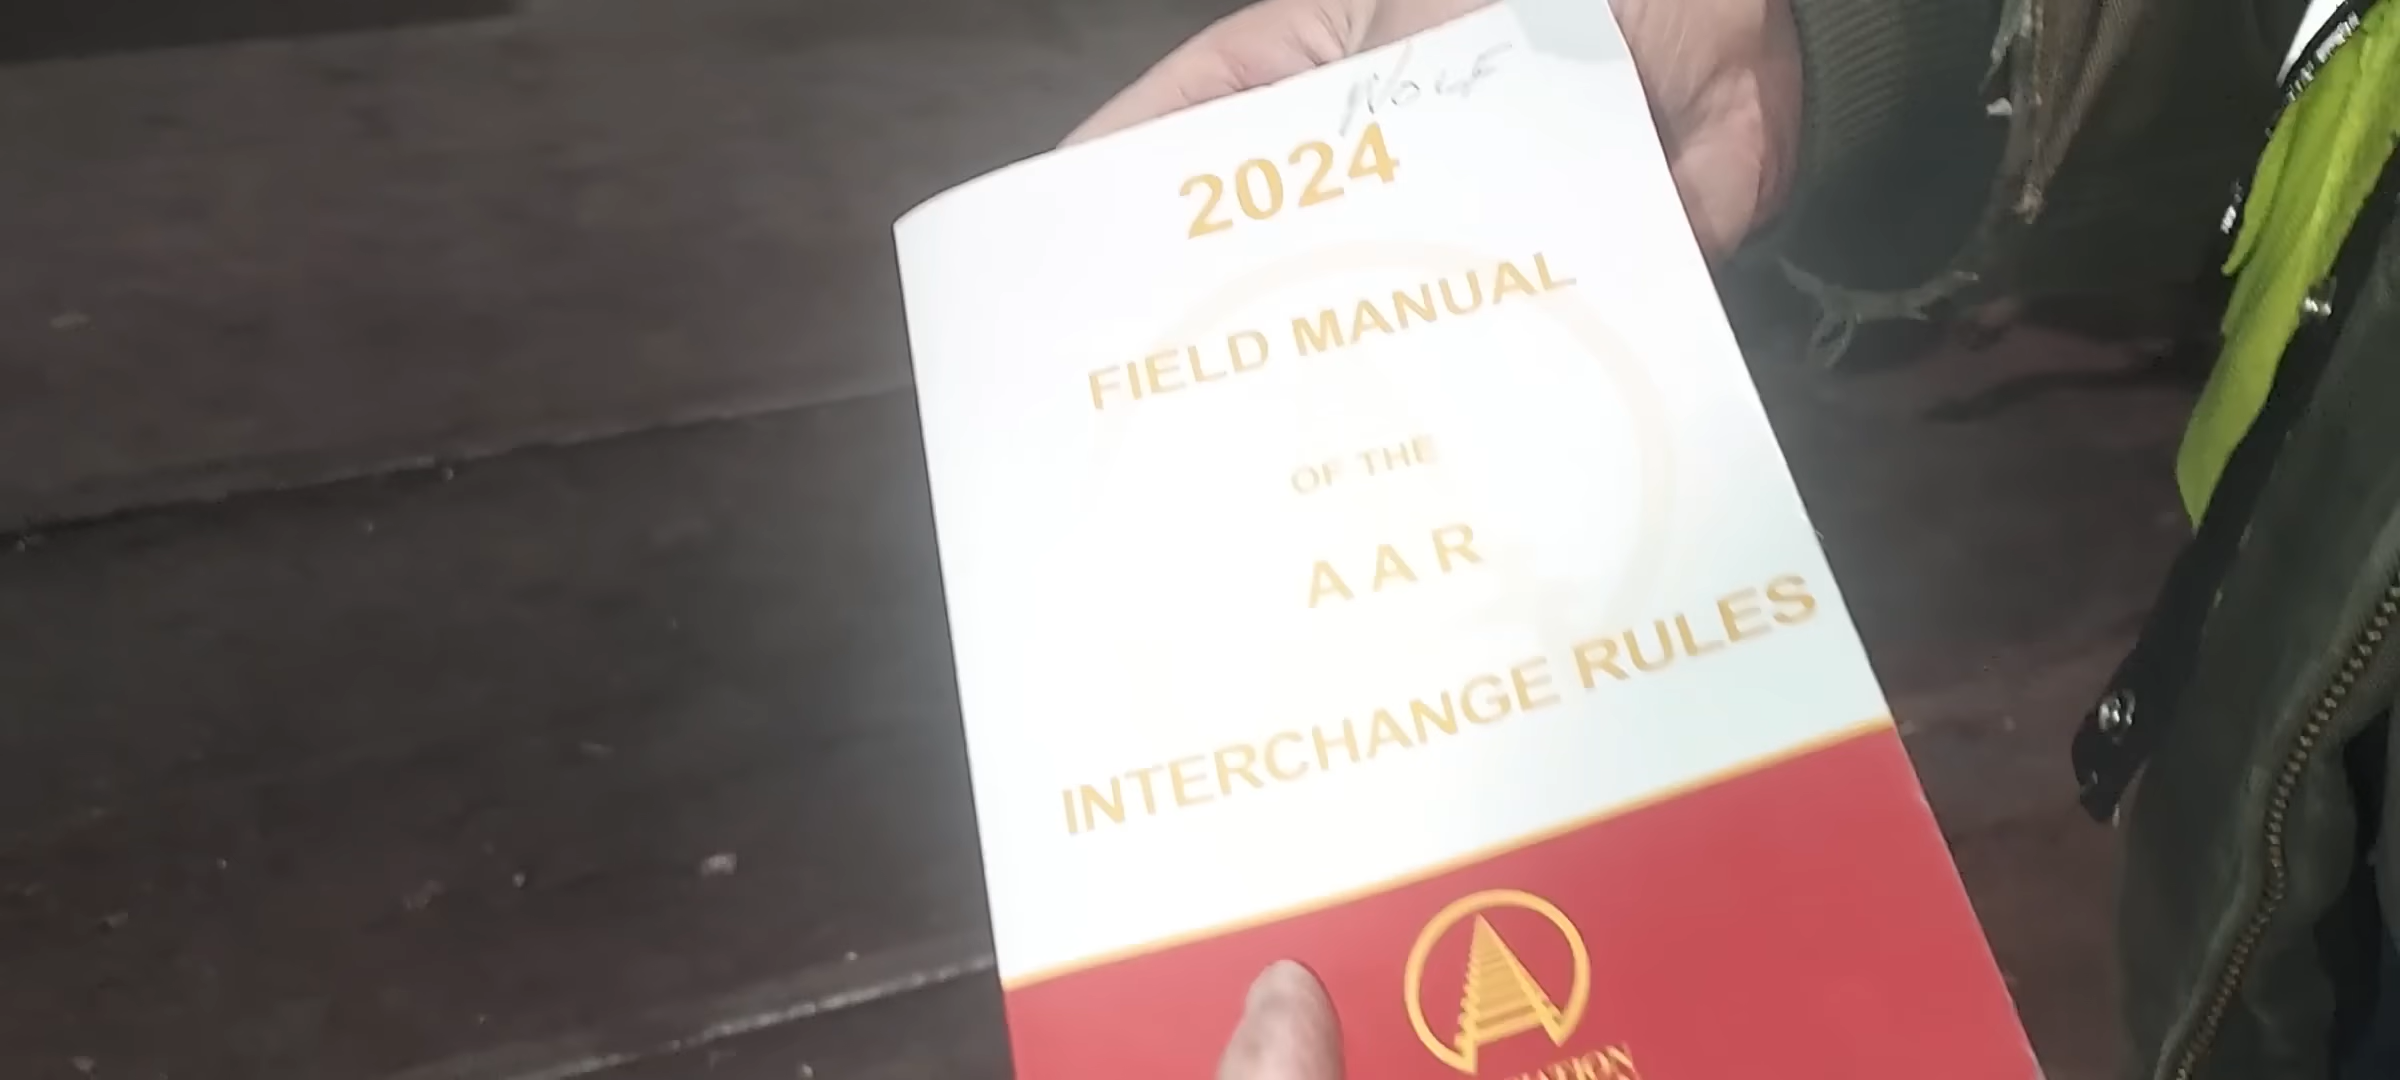 2024
FIELD MANUAL
OF THE
A A R
INTERCHANGE RULES